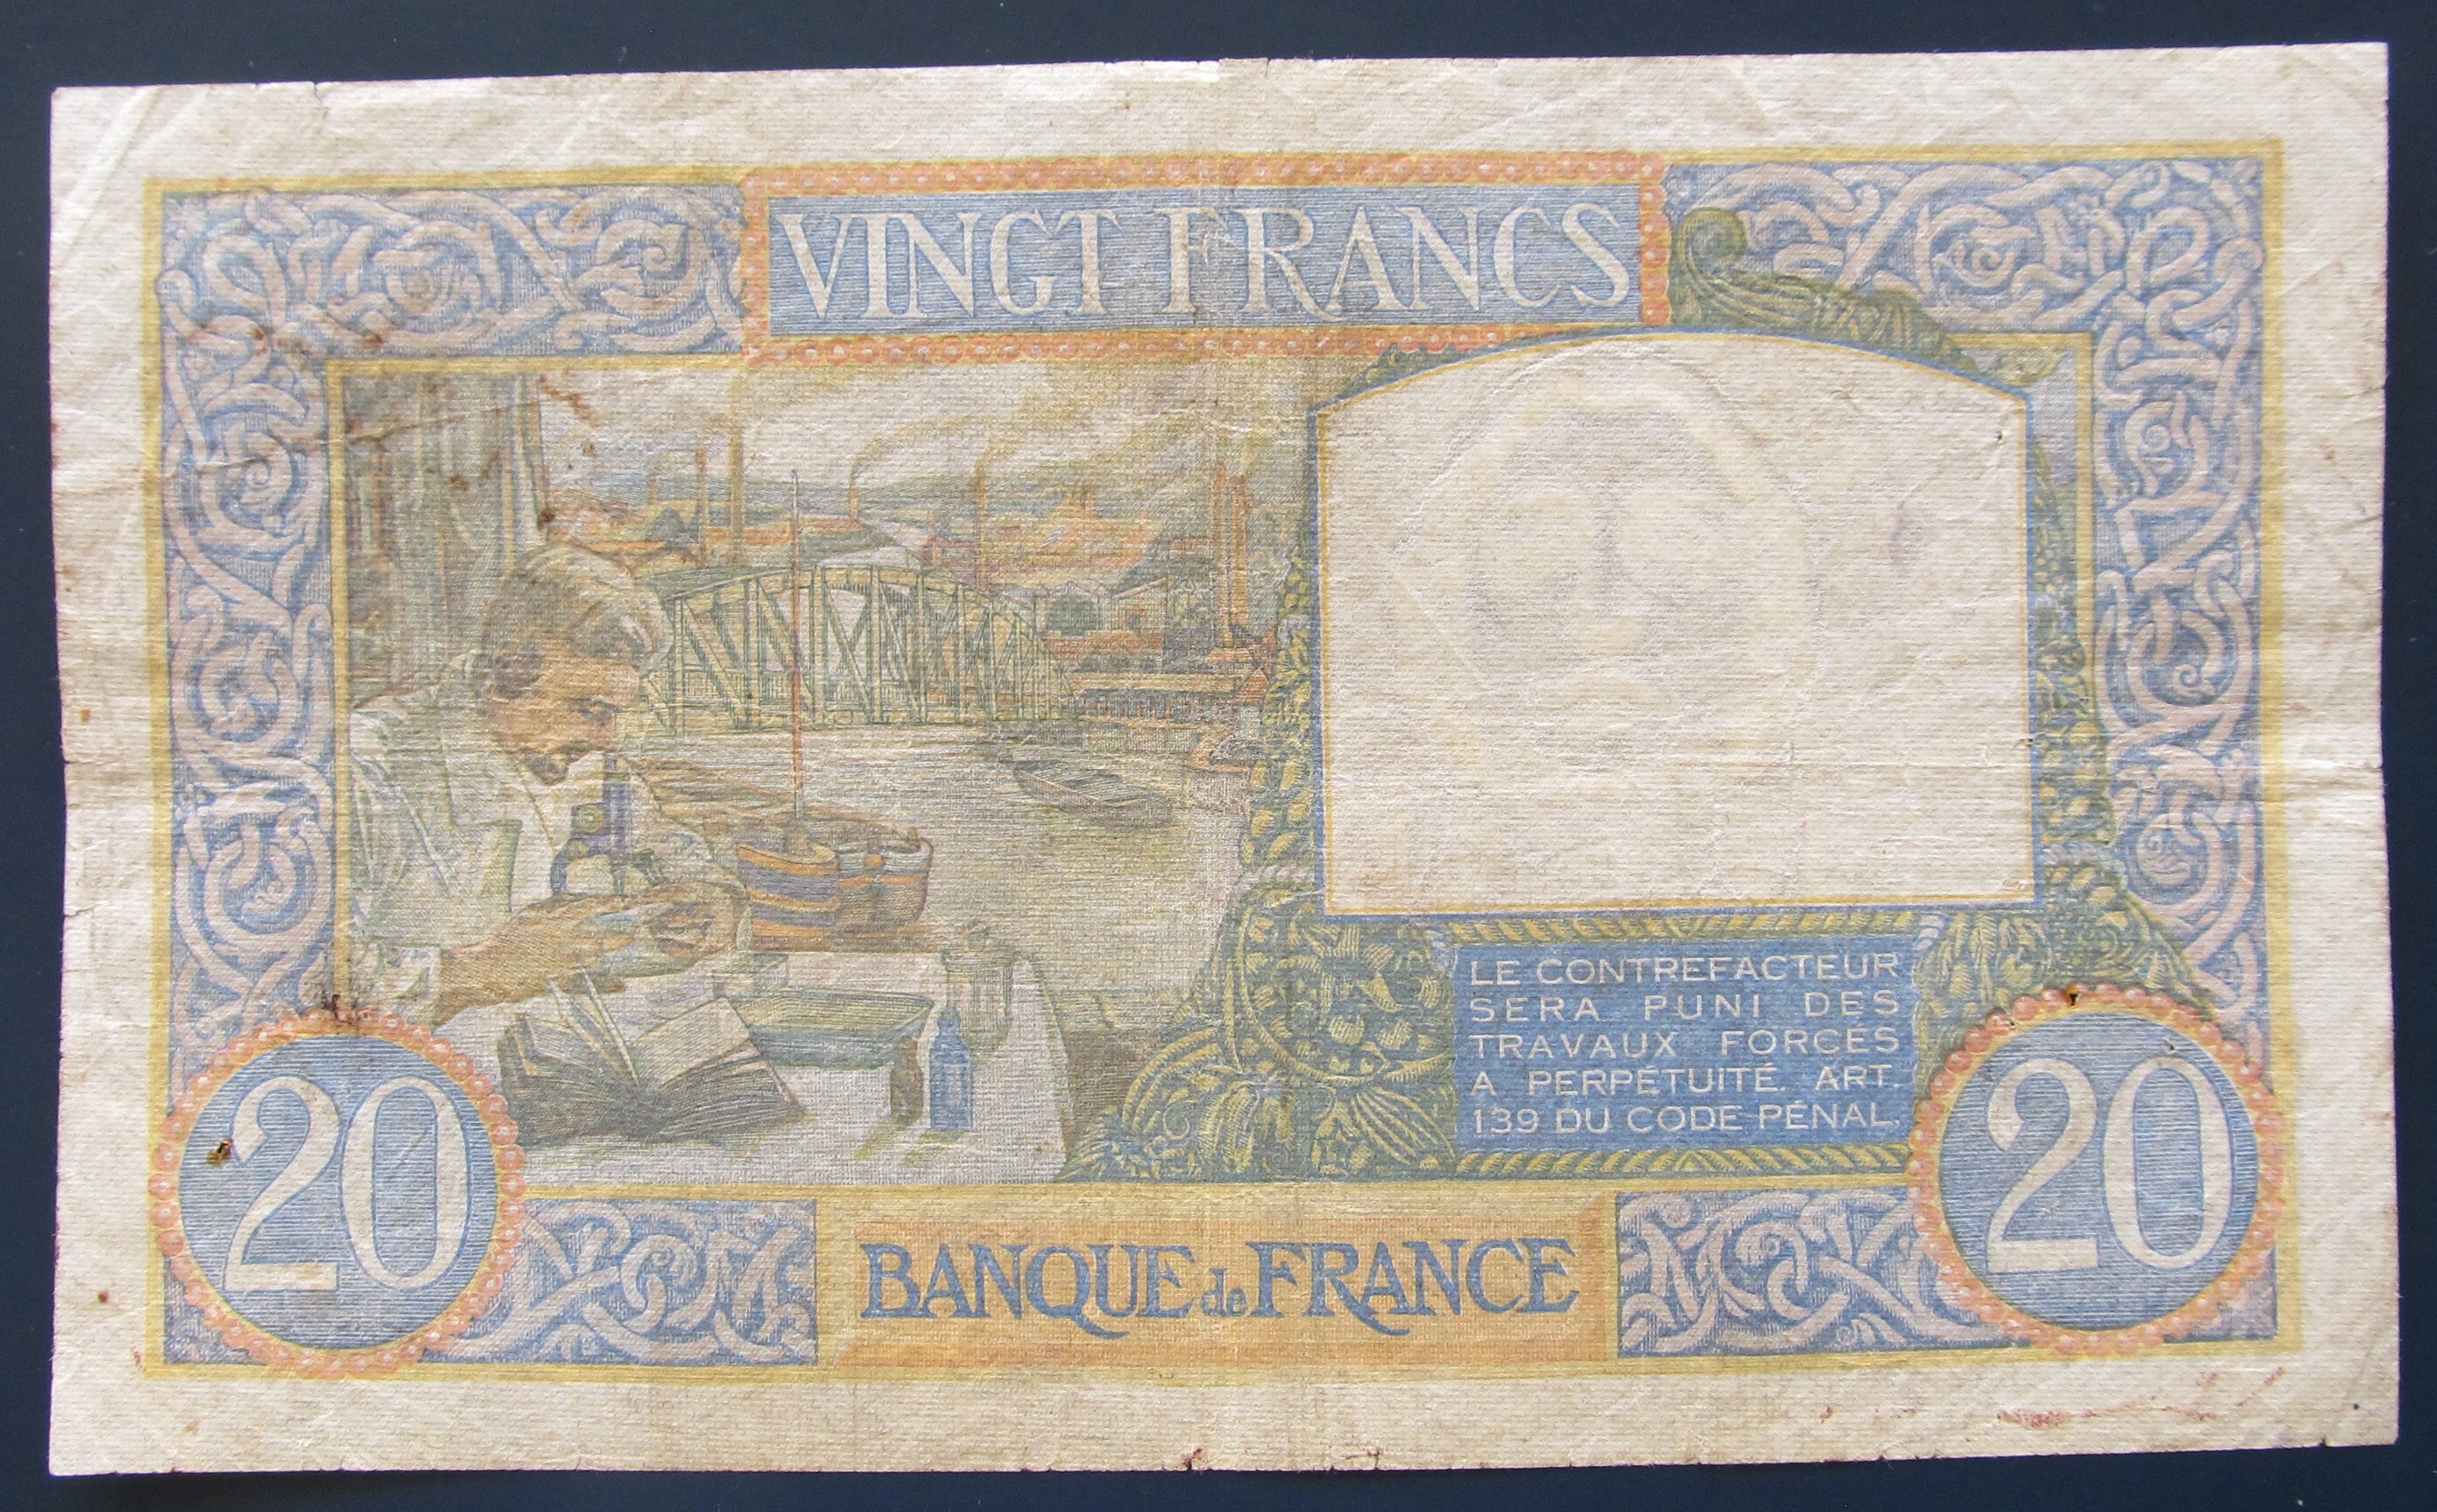 VINGT FRANCS
LE CONTREFACTEUR
SERA PUNI DES
TRAVAUX FORCÉS
A PERPÉTUITÉ. ART.
139 DU CODE PÉNAL.
20
20
BANQUE de FRANCE